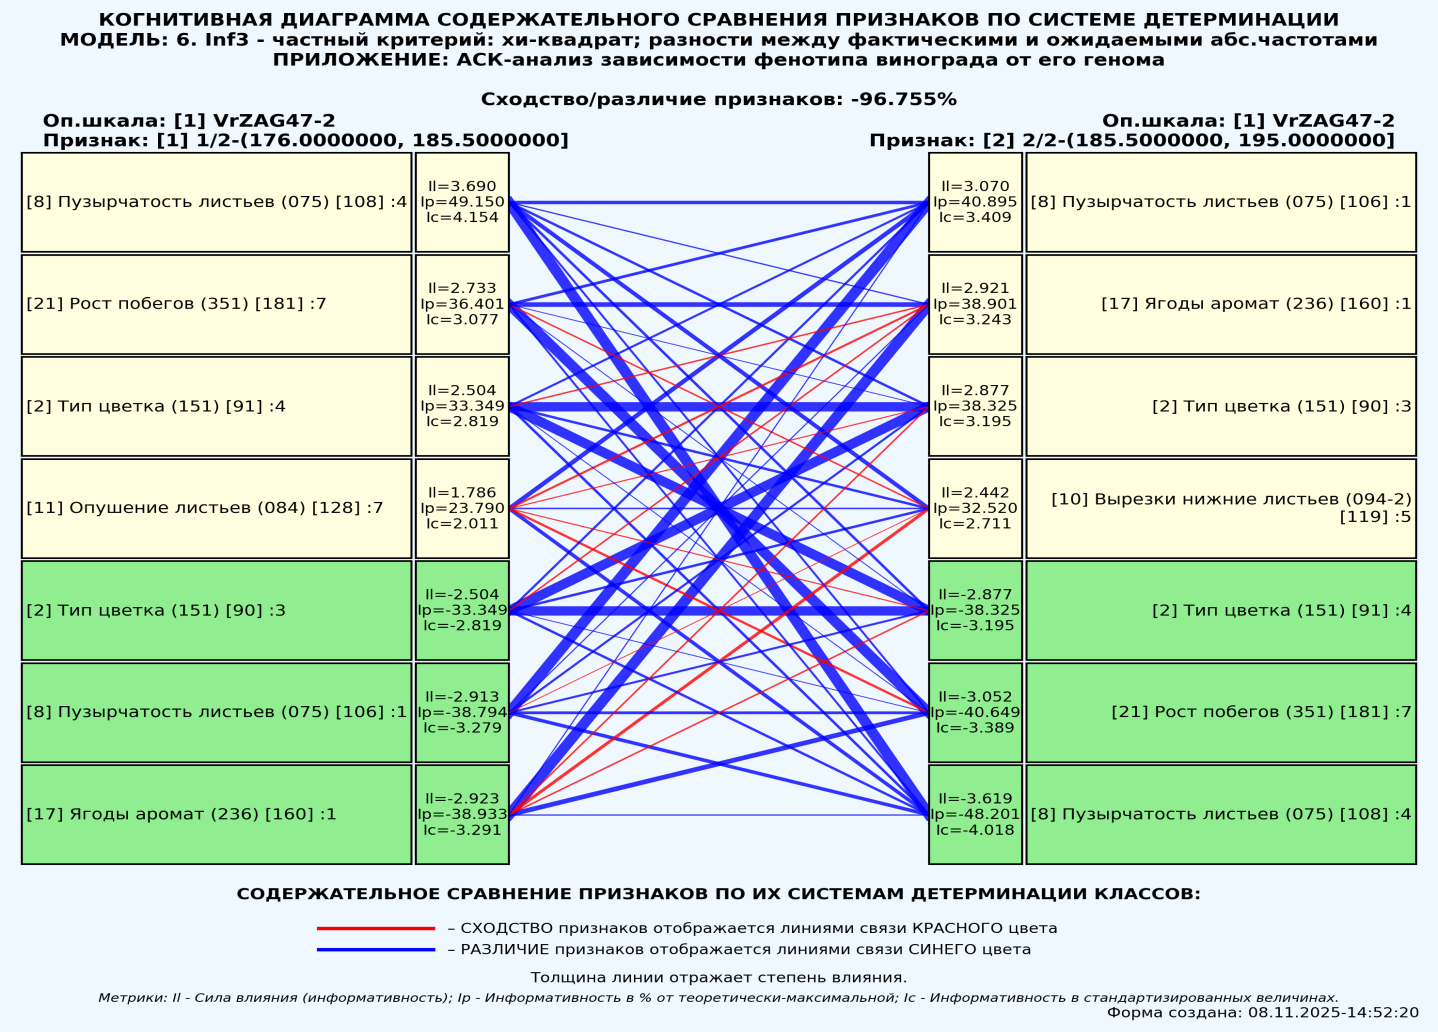 КОГНИТИВНАЯ ДИАГРАММА СОДЕРЖАТЕЛЬНОГО СРАВНЕНИЯ ПРИЗНАКОВ ПО СИСТЕМЕ ДЕТЕРМИНАЦИИ
МОДЕЛЬ: 6. Inf3 - частный критерий: хи-квадрат; разности между фактическими и ожидаемыми абс.частотами
ПРИЛОЖЕНИЕ: АСК-анализ зависимости фенотипа винограда от его генома
Сходство/различие признаков: -96.755%
Оп.шкала: [1] VrZAG47-2
Признак: [1] 1/2-(176.0000000, 185.5000000]
Оп.шкала: [1] VrZAG47-2
Признак: [2] 2/2-(185.5000000, 195.0000000]
[8] Пузырчатость листьев (075) [108] :4
Il=3.690
Ip=49.150
Ic=4.154
[21] Рост побегов (351) [181] :7
Il=2.733
Ip=36.401
Ic=3.077
[2] Тип цветка (151) [91] :4
Il=2.504
Ip=33.349
Ic=2.819
[11] Опушение листьев (084) [128] :7
Il=1.786
Ip=23.790
Ic=2.011
[2] Тип цветка (151) [90] :3
Il=-2.504
Ip=-33.349
Ic=-2.819
[8] Пузырчатость листьев (075) [106] :1
Il=-2.913
Ip=-38.794
Ic=-3.279
[17] Ягоды аромат (236) [160] :1
Il=-2.923
Ip=-38.933
Ic=-3.291
Il=3.070
Ip=40.895
Ic=3.409
[8] Пузырчатость листьев (075) [106] :1
Il=2.921
Ip=38.901
Ic=3.243
[17] Ягоды аромат (236) [160] :1
Il=2.877
Ip=38.325
Ic=3.195
[2] Тип цветка (151) [90] :3
Il=2.442
Ip=32.520
Ic=2.711
[10] Вырезки нижние листьев (094-2)
[119] :5
Il=-2.877
Ip=-38.325
Ic=-3.195
[2] Тип цветка (151) [91] :4
Il=-3.052
Ip=-40.649
Ic=-3.389
[21] Рост побегов (351) [181] :7
Il=-3.619
Ip=-48.201
Ic=-4.018
[8] Пузырчатость листьев (075) [108] :4
СОДЕРЖАТЕЛЬНОЕ СРАВНЕНИЕ ПРИЗНАКОВ ПО ИХ СИСТЕМАМ ДЕТЕРМИНАЦИИ КЛАССОВ:
– СХОДСТВО признаков отображается линиями связи КРАСНОГО цвета
– РАЗЛИЧИЕ признаков отображается линиями связи СИНЕГО цвета
Толщина линии отражает степень влияния.
Метрики: Il - Сила влияния (информативность); Ip - Информативность в % от теоретически-максимальной; Ic - Информативность в стандартизированных величинах.
Форма создана: 08.11.2025-14:52:20